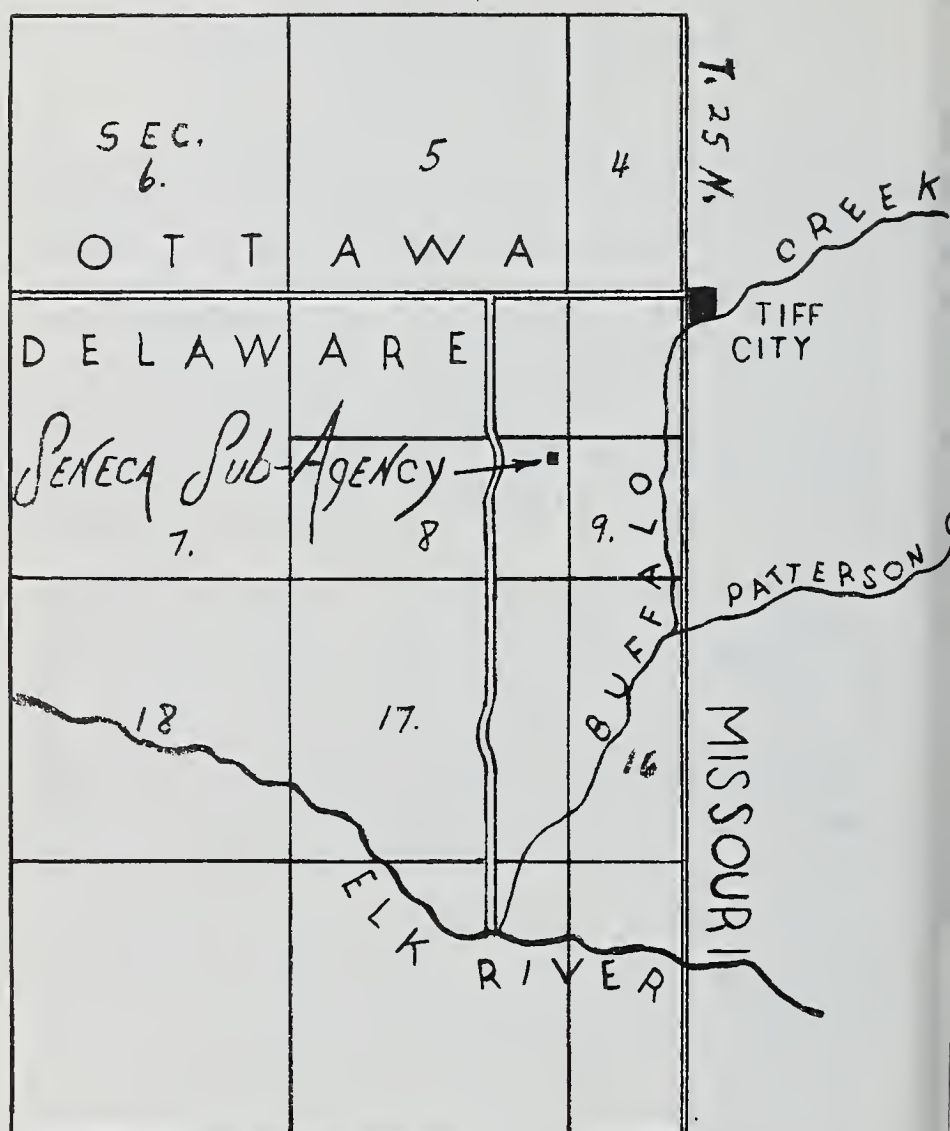 SEC.
6.
5
4
T. 25 N.
OTTAWA
CREEK
TIFF
CITY
DELAWARE
SENECA SUB-AGENCY
7.
8
9.
BUFFALO
PATTERSON C
18
17.
16
MISSOURI
ELK
RIVER